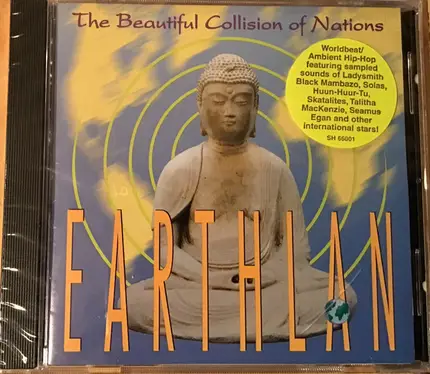 The Beautiful Collision of Nations
Worldbeat/
Ambient Hip-Hop
featuring sampled
sounds of Ladysmith
Black Mambazo, Solas,
Huun-Huur-Tu,
Skatalites, Talitha
MacKenzie, Seamus
Egan and other
international stars!
SH 65001
EARTHLAN